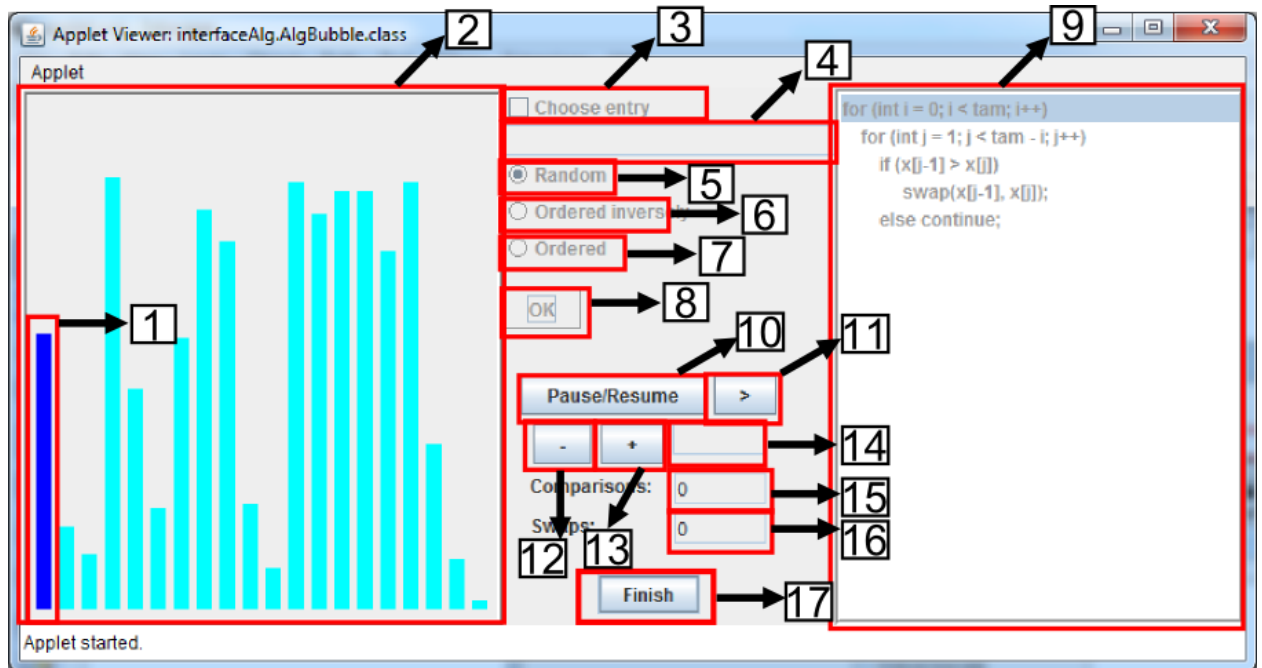 Applet Viewer: interfaceAlg.AlgBubble.class
2
3
9
Applet
4
Choose entry
for (int i = 0; i < tam; i++)
for (int j = 1; j < tam - i; j++)
Random
5
if (x[j-1] > x[j])
swap(x[j-1], x[j]);
Ordered inversely
6
else continue;
Ordered
7
1
OK
8
10
11
Pause/Resume
>
-
+
14
Comparisons:
0
15
Swaps:
0
16
12
13
Finish
17
Applet started.